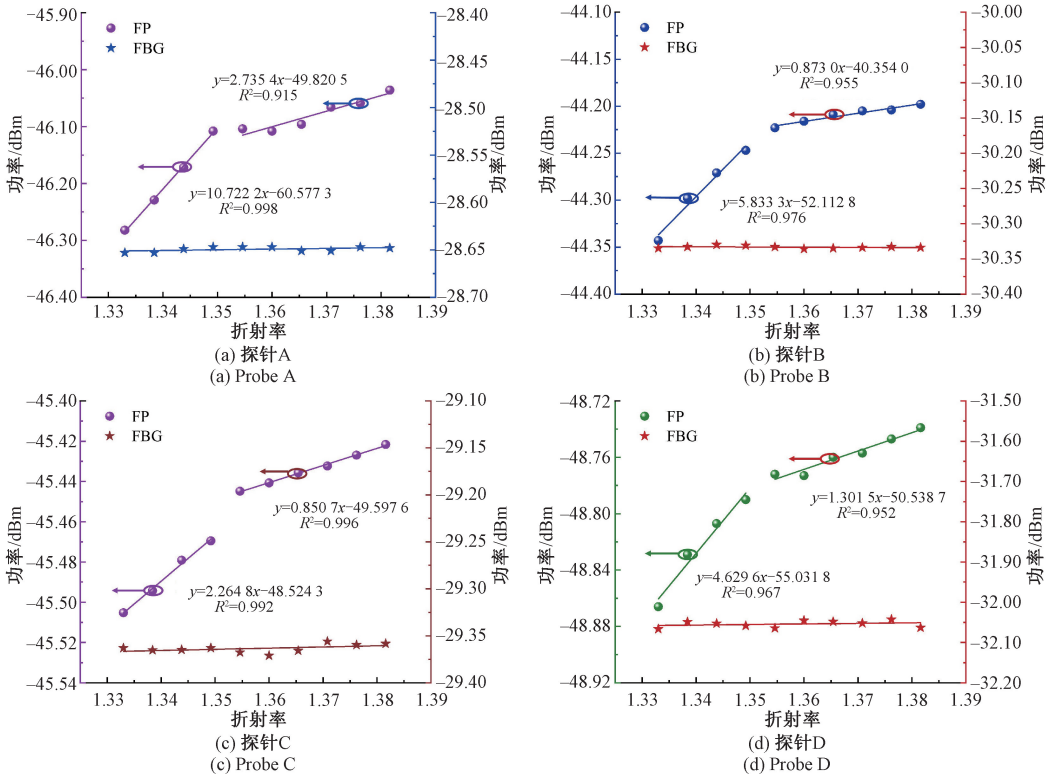 −45.90
−46.00
−46.10
−46.20
−46.30
−46.40
功率/dBm
FP
FBG
y=2.735 4x−49.820 5
R²=0.915
y=10.722 2x−60.577 3
R²=0.998
−28.40
−28.45
−28.50
−28.55
−28.60
−28.65
−28.70
功率/dBm
1.33 1.34 1.35 1.36 1.37 1.38 1.39
折射率
(a) 探针A
(a) Probe A
−44.10
−44.15
−44.20
−44.25
−44.30
−44.35
−44.40
功率/dBm
FP
FBG
y=0.873 0x−40.354 0
R²=0.955
y=5.833 3x−52.112 8
R²=0.976
−30.00
−30.05
−30.10
−30.15
−30.20
−30.25
−30.30
−30.35
−30.40
功率/dBm
1.33 1.34 1.35 1.36 1.37 1.38 1.39
折射率
(b) 探针B
(b) Probe B
−45.40
−45.42
−45.44
−45.46
−45.48
−45.50
−45.52
−45.54
功率/dBm
FP
FBG
y=0.850 7x−49.597 6
R²=0.996
y=2.264 8x−48.524 3
R²=0.992
−29.10
−29.15
−29.20
−29.25
−29.30
−29.35
−29.40
功率/dBm
1.33 1.34 1.35 1.36 1.37 1.38 1.39
折射率
(c) 探针C
(c) Probe C
−48.72
−48.76
−48.80
−48.84
−48.88
−48.92
功率/dBm
FP
FBG
y=1.301 5x−50.538 7
R²=0.952
y=4.629 6x−55.031 8
R²=0.967
−31.50
−31.60
−31.70
−31.80
−31.90
−32.00
−32.10
−32.20
功率/dBm
1.33 1.34 1.35 1.36 1.37 1.38 1.39
折射率
(d) 探针D
(d) Probe D